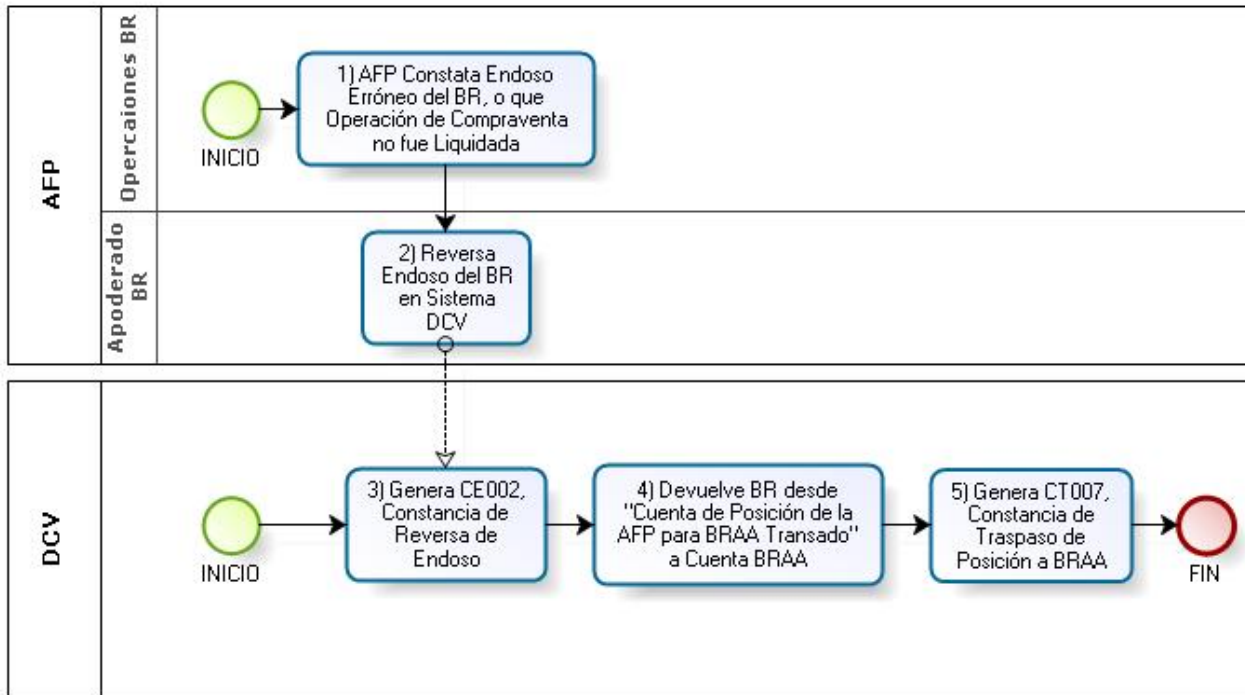 AFP
Opercaiones BR
INICIO
1) AFP Constata Endoso
Erróneo del BR, o que
Operación de Compraventa
no fue Liquidada
Apoderado
BR
2) Reversa
Endoso del BR
en Sistema
DCV
DCV
INICIO
3) Genera CE002,
Constancia de
Reversa de
Endoso
4) Devuelve BR desde
"Cuenta de Posición de la
AFP para BRAA Transado"
a Cuenta BRAA
5) Genera CT007,
Constancia de
Traspaso de
Posición a BRAA
FIN